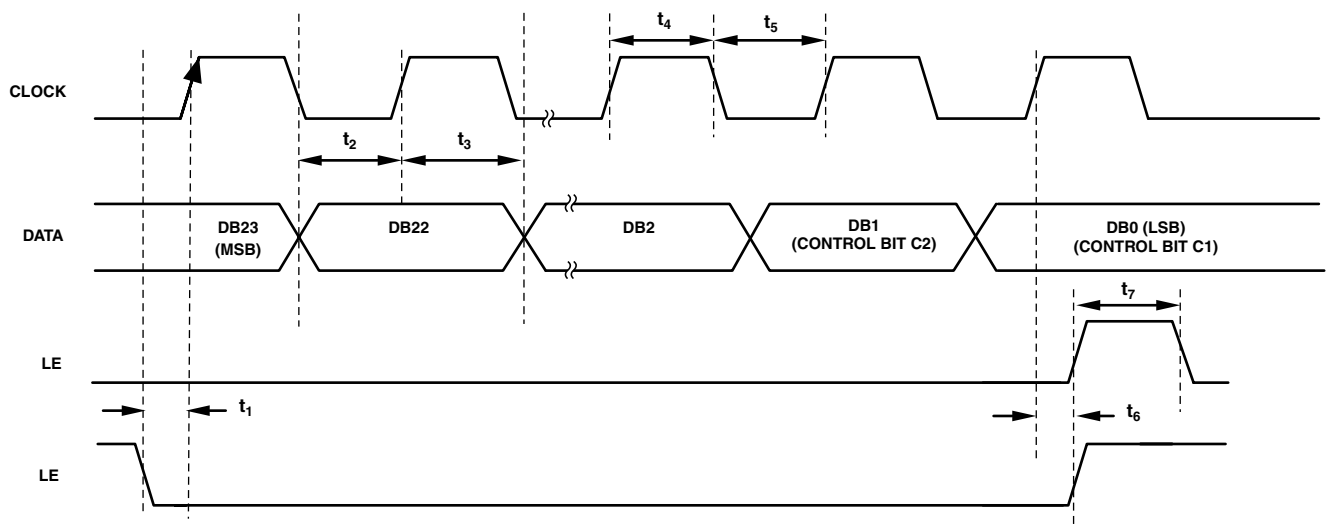 t4
t5
CLOCK
t2
t3
DATA
DB23
(MSB)
DB22
DB2
DB1
(CONTROL BIT C2)
DB0 (LSB)
(CONTROL BIT C1)
t7
LE
t1
t6
LE